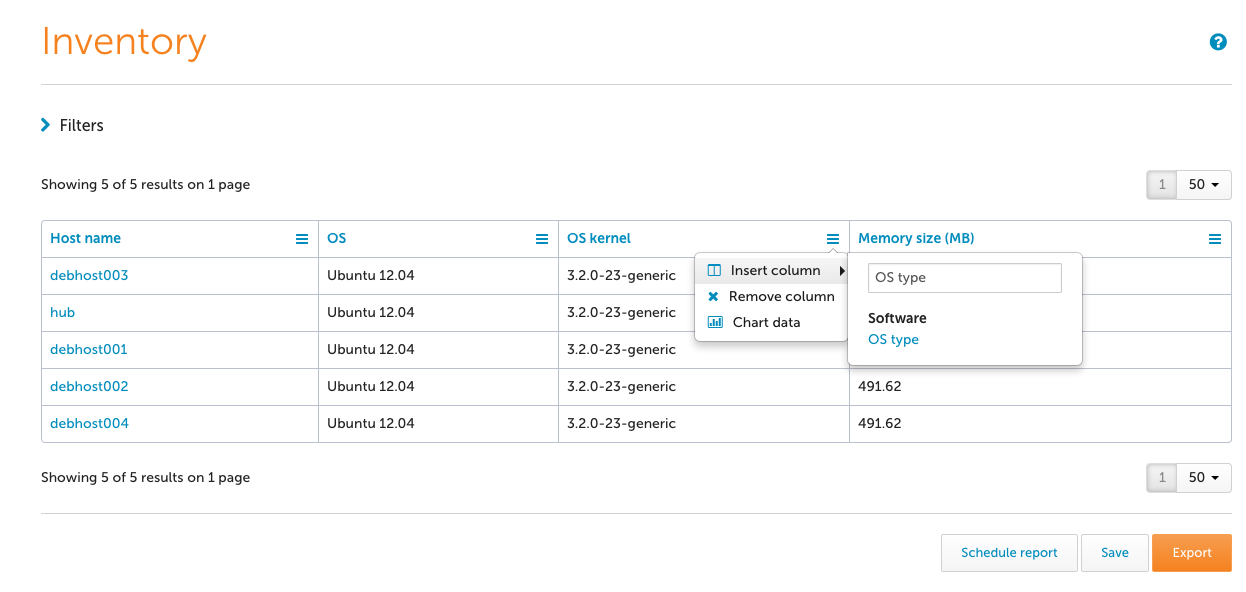 Inventory
?
Filters
Showing 5 of 5 results on 1 page
1 50
Host name OS OS kernel Memory size (MB)
debhost003 Ubuntu 12.04 3.2.0-23-generic
hub Ubuntu 12.04 3.2.0-23-generic
debhost001 Ubuntu 12.04 3.2.0-23-generic
debhost002 Ubuntu 12.04 3.2.0-23-generic 491.62
debhost004 Ubuntu 12.04 3.2.0-23-generic 491.62
Insert column
Remove column
Chart data
OS type
Software
OS type
Showing 5 of 5 results on 1 page
1 50
Schedule report Save Export